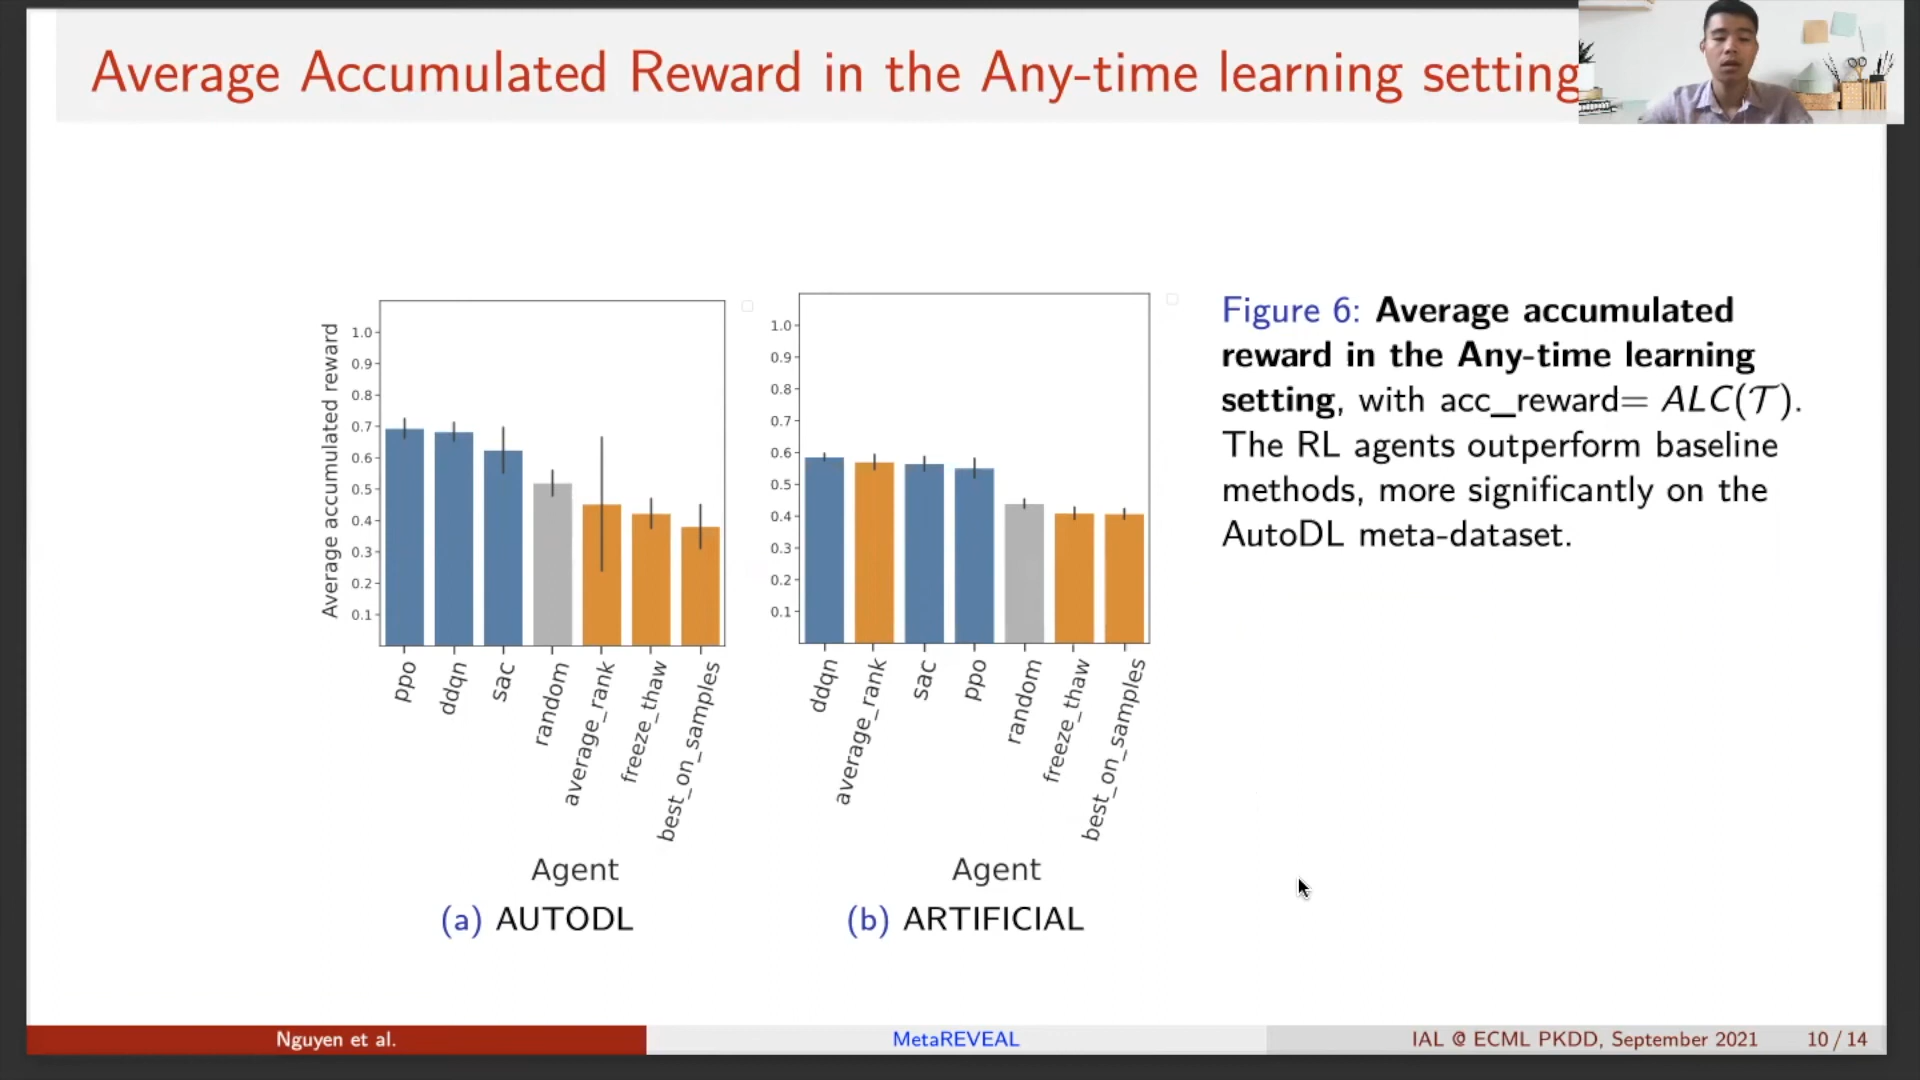 Average Accumulated Reward in the Any-time learning setting
Average accumulated reward
1.0
0.9
0.8
0.7
0.6
0.5
0.4
0.3
0.2
0.1
ppo
ddqn
sac
random
average_rank
freeze_thaw
best_on_samples
Agent
(a) AUTODL
1.0
0.9
0.8
0.7
0.6
0.5
0.4
0.3
0.2
0.1
ddqn
average_rank
sac
ppo
random
freeze_thaw
best_on_samples
Agent
(b) ARTIFICIAL
Figure 6: Average accumulated
reward in the Any-time learning
setting, with acc_reward= ALC(𝒯).
The RL agents outperform baseline
methods, more significantly on the
AutoDL meta-dataset.
Nguyen et al.
MetaREVEAL
IAL @ ECML PKDD, September 2021
10 / 14